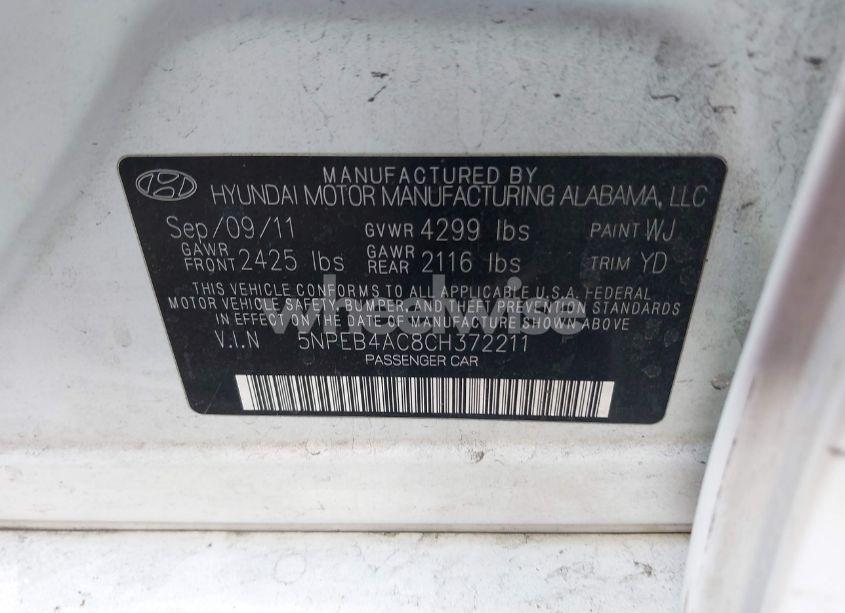 MANUFACTURED BY
HYUNDAI MOTOR MANUFACTURING ALABAMA, LLC
Sep/09/11 GVWR 4299 lbs PAINT WJ
GAWR FRONT 2425 lbs GAWR REAR 2116 lbs TRIM YD
THIS VEHICLE CONFORMS TO ALL APPLICABLE U.S.A. FEDERAL
MOTOR VEHICLE SAFETY, BUMPER, AND THEFT PREVENTION STANDARDS
IN EFFECT ON THE DATE OF MANUFACTURE SHOWN ABOVE
V.I.N 5NPEB4AC8CH372211
PASSENGER CAR
wheelwise